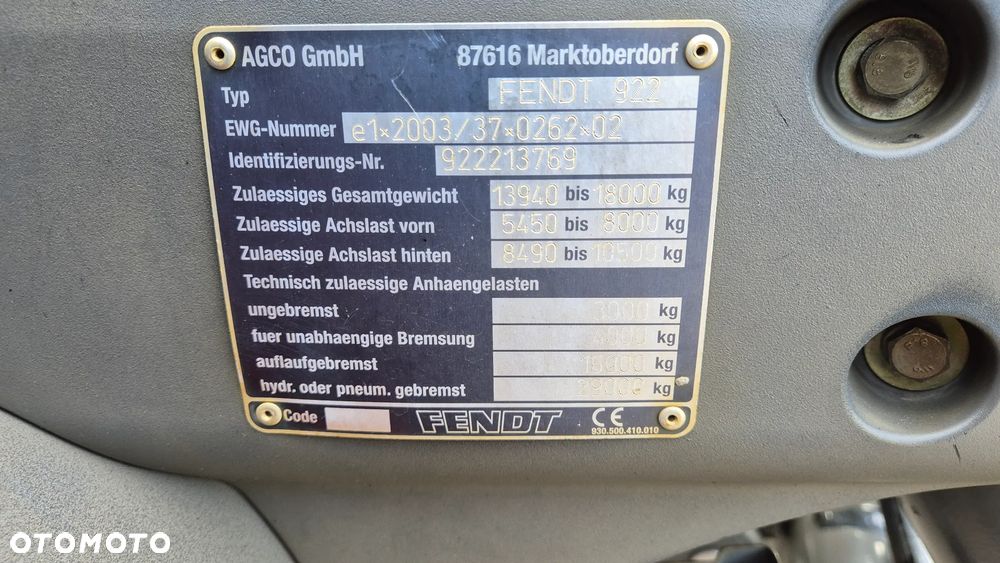 AGCO GmbH 87616 Marktoberdorf
Typ FENDT 922
EWG-Nummer e1*2003/37*0262*02
Identifizierungs-Nr. 922213769
Zulaessiges Gesamtgewicht 13940 bis 18000 kg
Zulaessige Achslast vorn 5450 bis 8000 kg
Zulaessige Achslast hinten 8490 bis 10500 kg
Technisch zulaessige Anhaengelasten
ungebremst kg
fuer unabhaengige Bremsung kg
auflaufgebremst kg
hydr. oder pneum. gebremst kg
Code FENDT CE
930.500.410.010
OTOMOTO